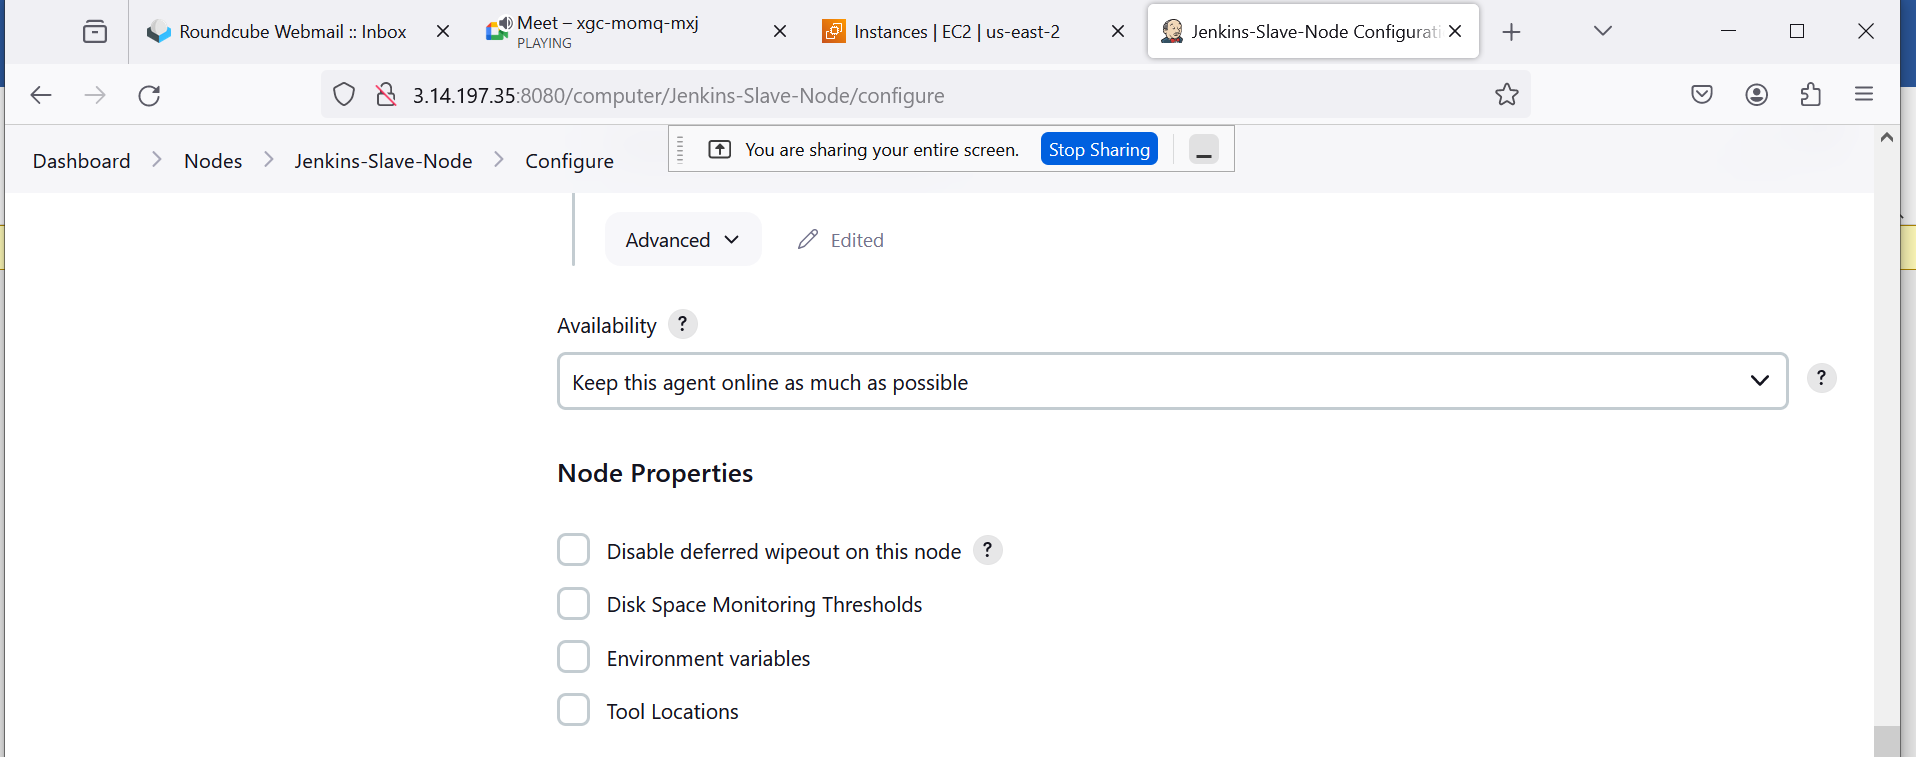 Roundcube Webmail :: Inbox
Meet – xgc-momq-mxj
PLAYING
Instances | EC2 | us-east-2
Jenkins-Slave-Node Configurati
3.14.197.35:8080/computer/Jenkins-Slave-Node/configure
Dashboard > Nodes > Jenkins-Slave-Node > Configure
You are sharing your entire screen. Stop Sharing
Advanced Edited
Availability ?
Keep this agent online as much as possible ?
Node Properties
Disable deferred wipeout on this node ?
Disk Space Monitoring Thresholds
Environment variables
Tool Locations